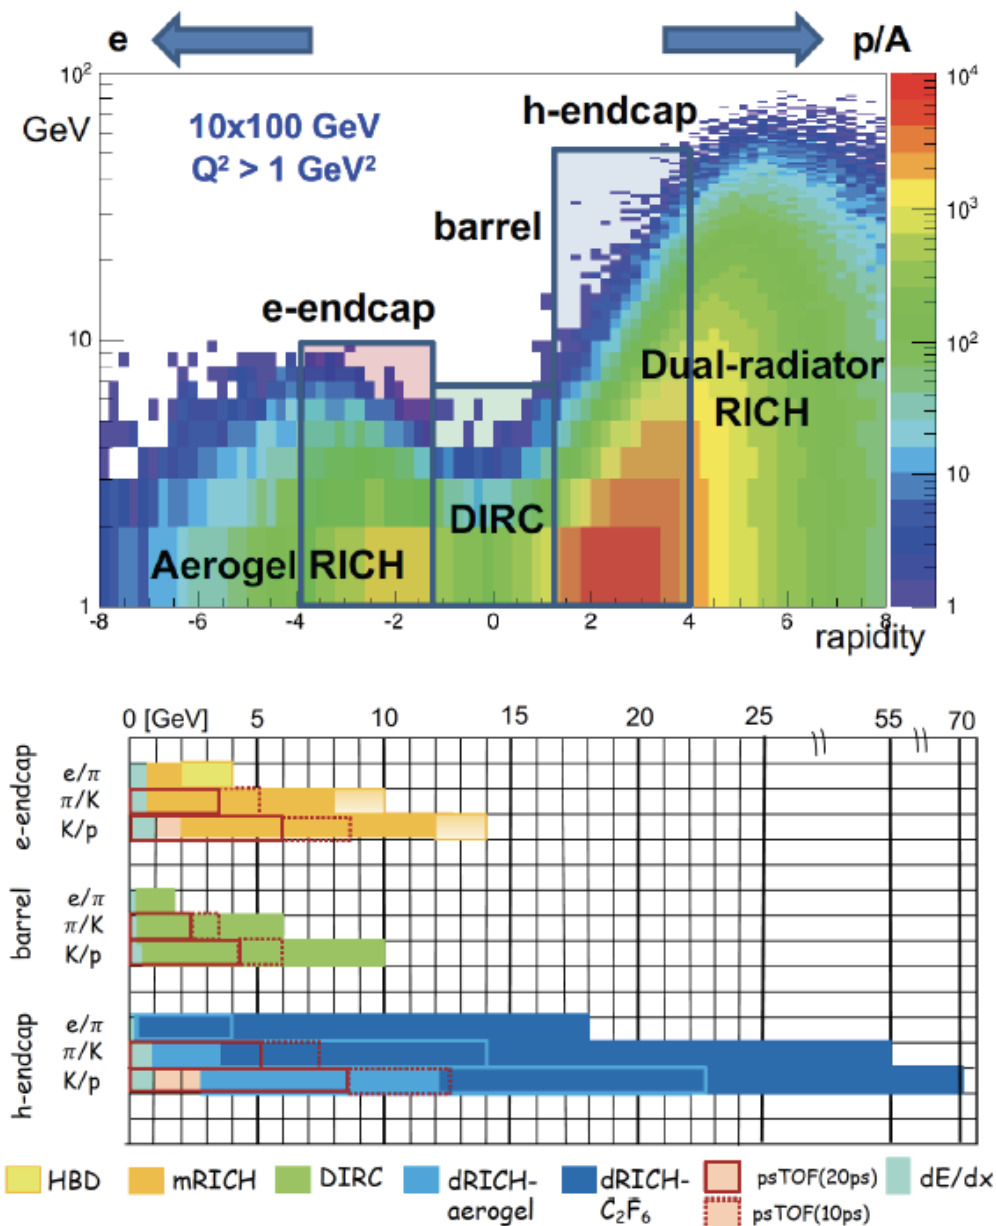 e
p/A
10²
GeV
10x100 GeV
Q² > 1 GeV²
h-endcap
barrel
e-endcap
10
Dual-radiator
RICH
DIRC
Aerogel RICH
1
-8 -6 -4 -2 0 2 4 6 8
rapidity
10⁴
10³
10²
10
1
0 [GeV] 5 10 15 20 25 55 70
e-endcap
e/π
π/K
K/p
barrel
e/π
π/K
K/p
h-endcap
e/π
π/K
K/p
HBD mRICH DIRC dRICH-aerogel dRICH-C₂F₆ psTOF(20ps) dE/dx
psTOF(10ps)